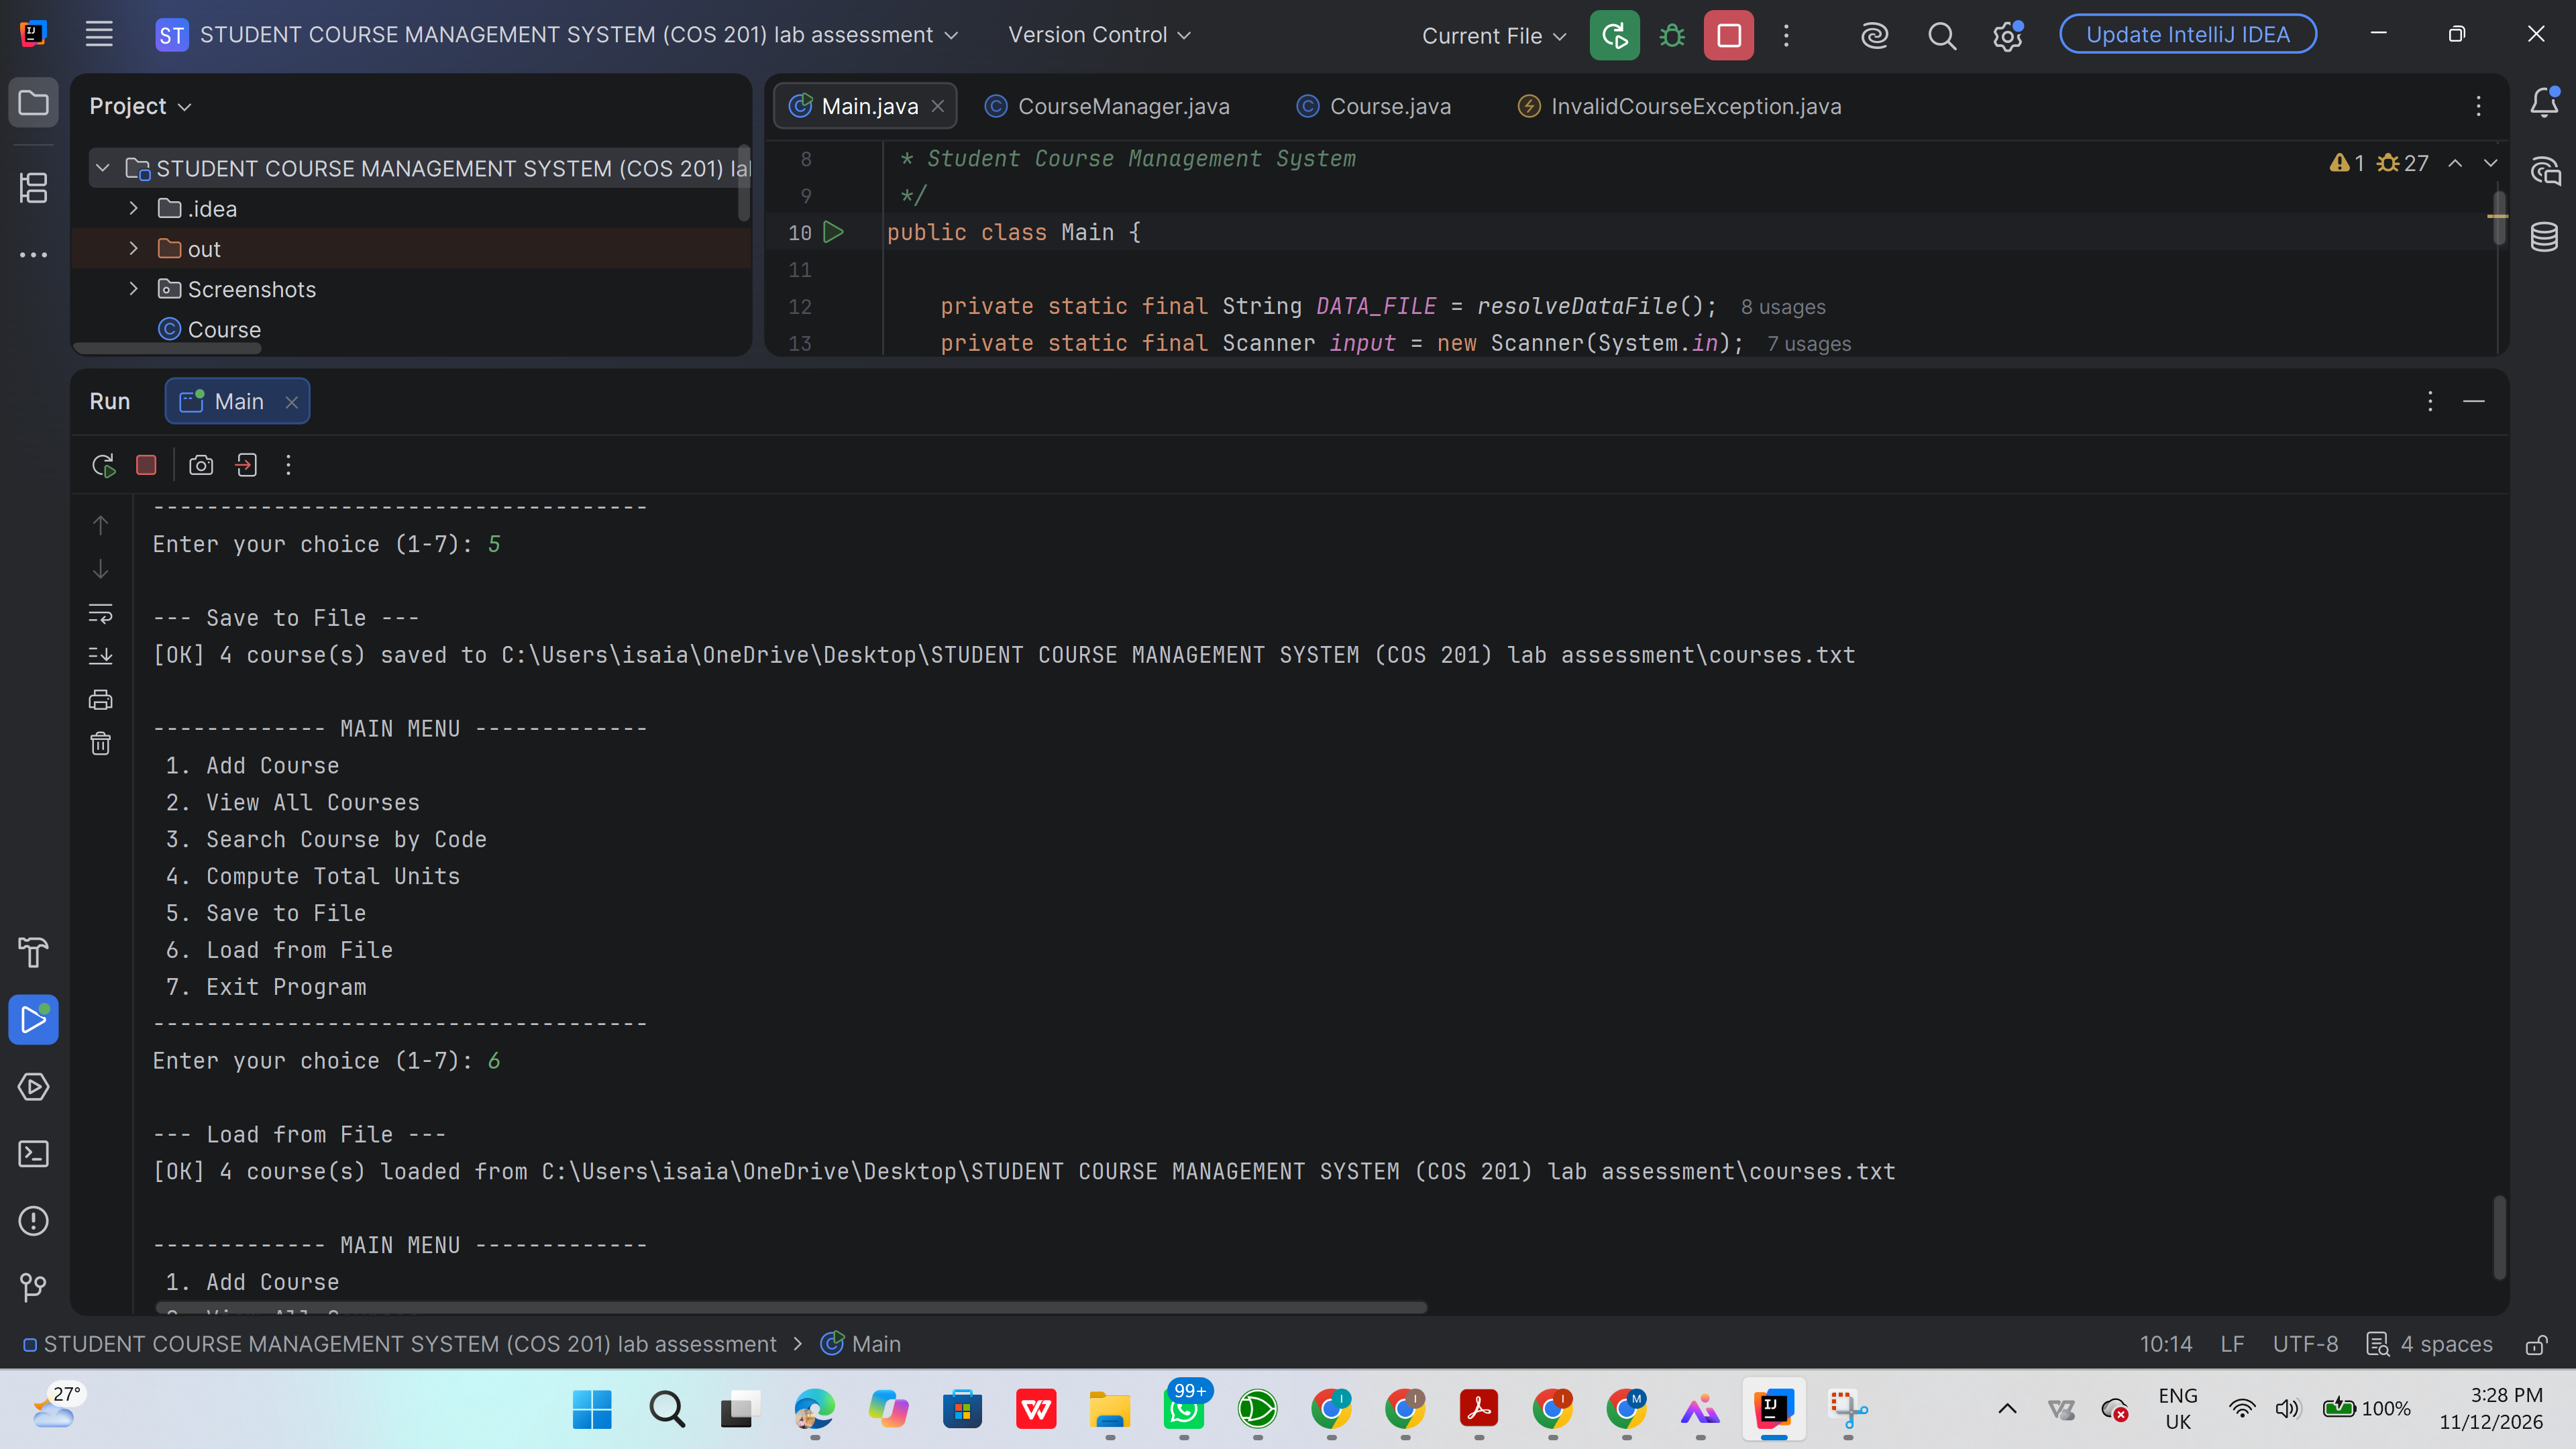 ST STUDENT COURSE MANAGEMENT SYSTEM (COS 201) lab assessment Version Control Current File Update IntelliJ IDEA
Project
STUDENT COURSE MANAGEMENT SYSTEM (COS 201)
.idea
out
Screenshots
Course
Main.java CourseManager.java Course.java InvalidCourseException.java
1 27
8 * Student Course Management System
9 */
10 public class Main {
11
12 private static final String DATA_FILE = resolveDataFile(); 8 usages
13 private static final Scanner input = new Scanner(System.in); 7 usages
Run Main
------------------------------------
Enter your choice (1-7): 5
--- Save to File ---
[OK] 4 course(s) saved to C:\Users\isaia\OneDrive\Desktop\STUDENT COURSE MANAGEMENT SYSTEM (COS 201) lab assessment\courses.txt
------------- MAIN MENU -------------
1. Add Course
2. View All Courses
3. Search Course by Code
4. Compute Total Units
5. Save to File
6. Load from File
7. Exit Program
-------------------------------------
Enter your choice (1-7): 6
--- Load from File ---
[OK] 4 course(s) loaded from C:\Users\isaia\OneDrive\Desktop\STUDENT COURSE MANAGEMENT SYSTEM (COS 201) lab assessment\courses.txt
------------- MAIN MENU -------------
1. Add Course
STUDENT COURSE MANAGEMENT SYSTEM (COS 201) lab assessment > Main 10:14 LF UTF-8 4 spaces
27° 99+ ENG UK 100% 3:28 PM
11/12/2026